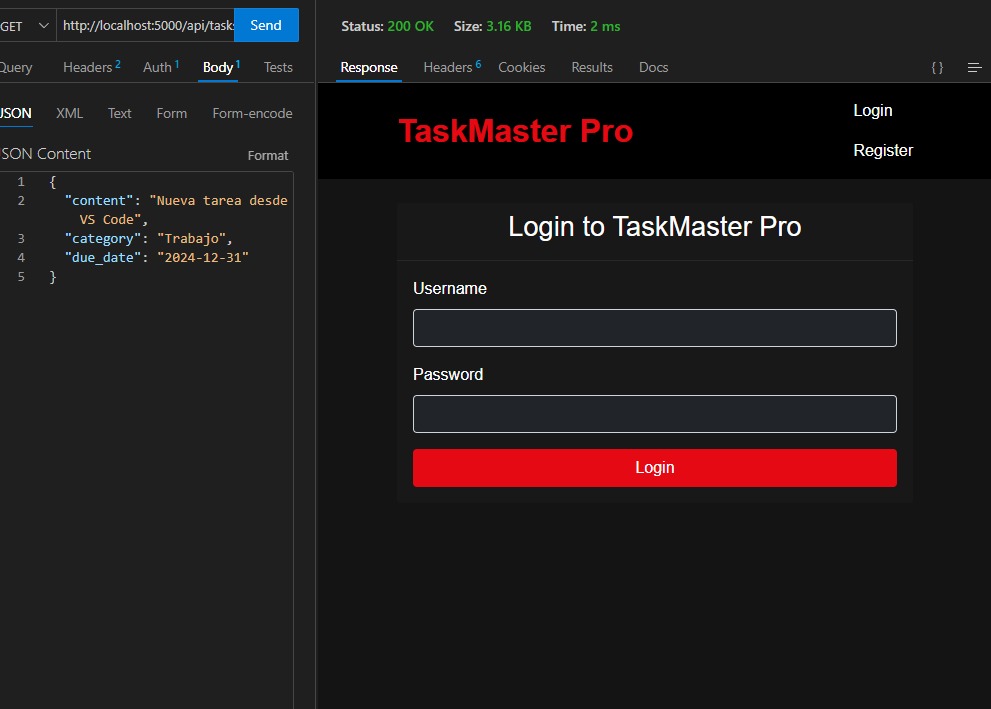 GET http://localhost:5000/api/task Send
Query Headers 2 Auth 1 Body 1 Tests
JSON XML Text Form Form-encode
JSON Content Format
1 {
2 "content": "Nueva tarea desde
VS Code",
3 "category": "Trabajo",
4 "due_date": "2024-12-31"
5 }
Status: 200 OK Size: 3.16 KB Time: 2 ms
Response Headers 6 Cookies Results Docs { }
TaskMaster Pro
Login
Register
Login to TaskMaster Pro
Username
Password
Login